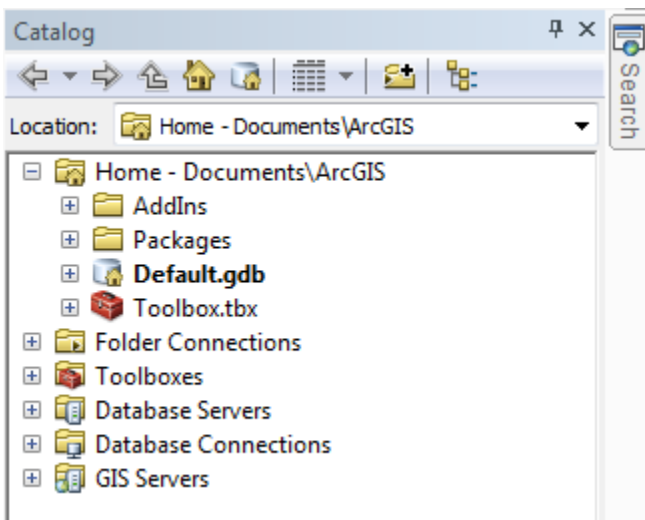 Catalog
Location: Home - Documents\ArcGIS
Home - Documents\ArcGIS
AddIns
Packages
Default.gdb
Toolbox.tbx
Folder Connections
Toolboxes
Database Servers
Database Connections
GIS Servers
Search